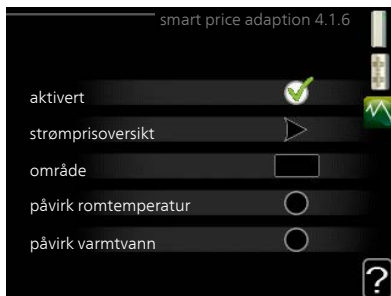 smart price adaption 4.1.6
aktivert
strømprisoversikt
område
påvirk romtemperatur
påvirk varmtvann
?